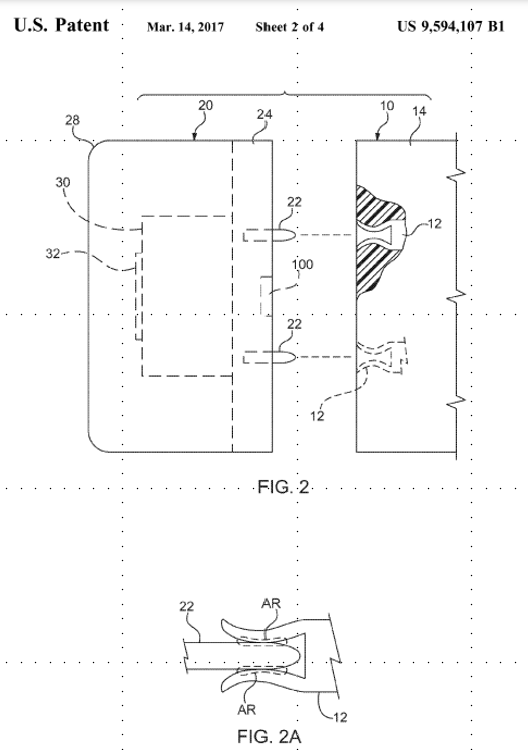 U.S. Patent Mar. 14, 2017 Sheet 2 of 4 US 9,594,107 B1
20 10
28 24 14
30 22 12
32 100
22
12
FIG. 2
22 AR
AR 12
FIG. 2A